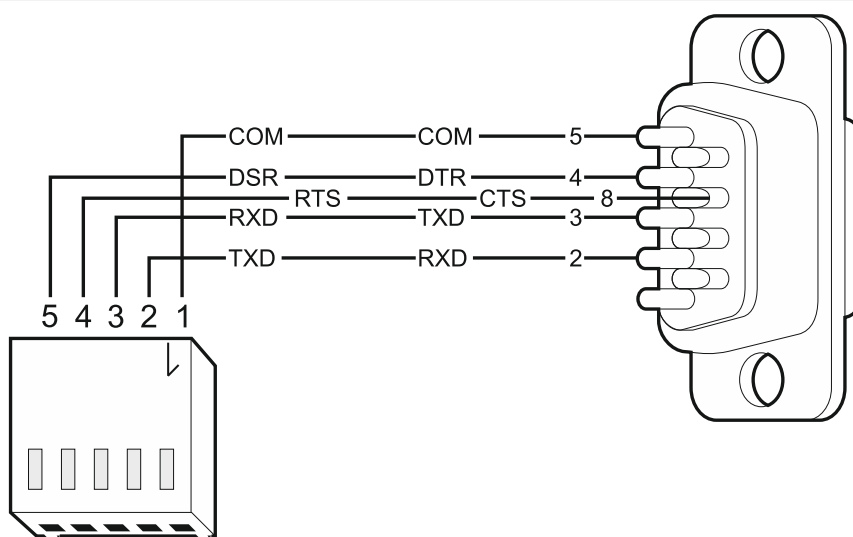 COM COM 5
DSR DTR 4
RTS CTS 8
RXD TXD 3
TXD RXD 2
5 4 3 2 1